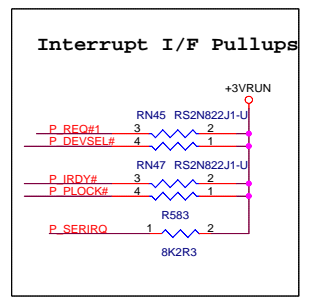 Interrupt I/F Pullups
+3VRUN
RN45 RS2N822J1-U
P_REQ#1 3 2
P_DEVSEL# 4 1
RN47 RS2N822J1-U
P_IRDY# 3 2
P_PLOCK# 4 1
R583
P_SERIRQ 1 2
8K2R3